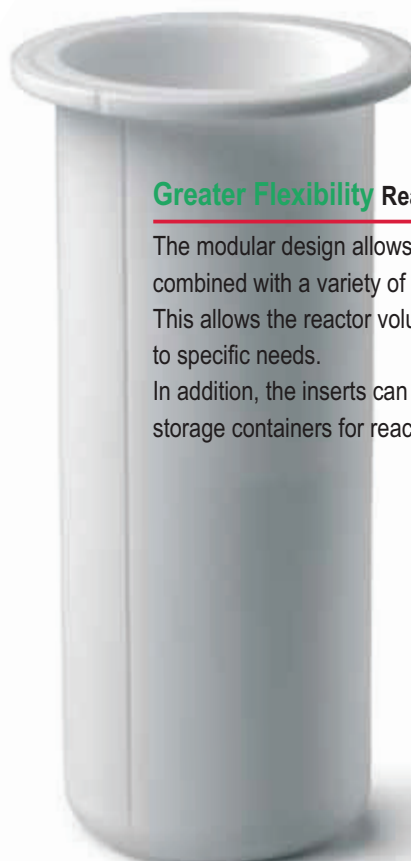 Greater Flexibility Rea
The modular design allows
combined with a variety of
This allows the reactor volu
to specific needs.
In addition, the inserts can
storage containers for reac